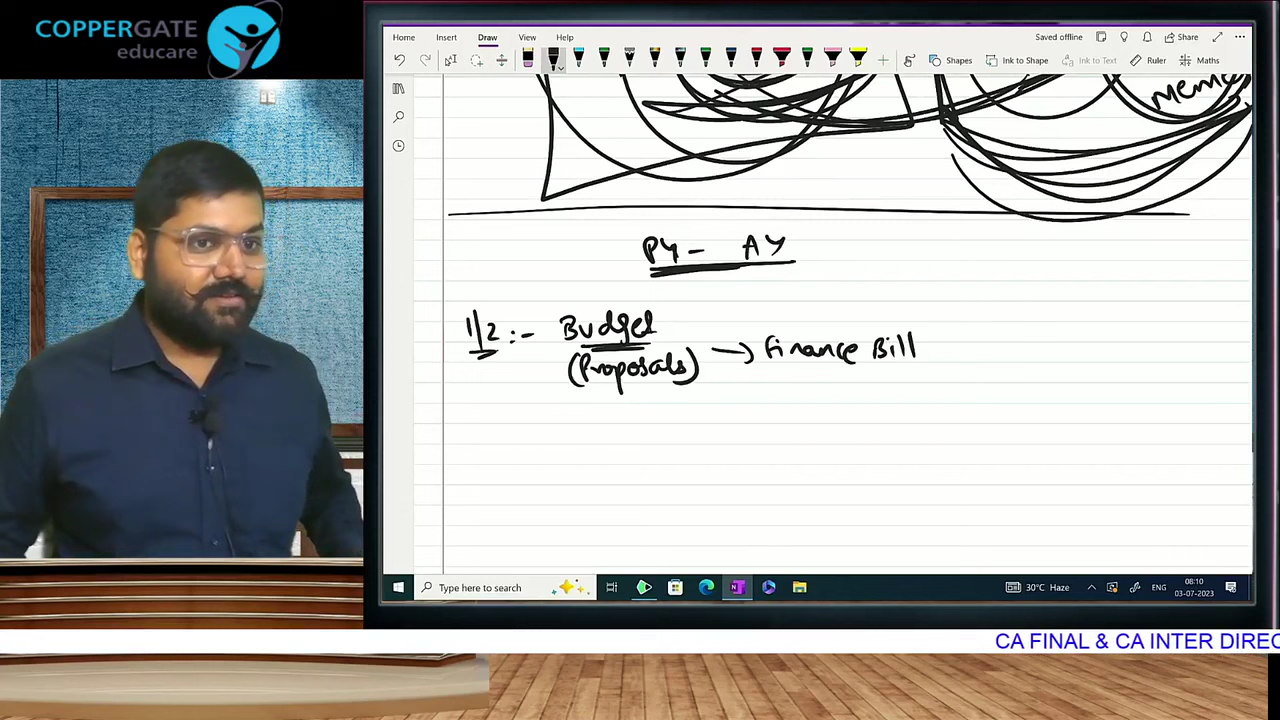 COPPERGATE
educare
Home Insert Draw View Help
Saved offline
Share
Shapes
Ink to Shape
Ink to Text
Ruler
Maths
Memo
PY - AY
1/2 :- Budget
(Proposals) → Finance Bill
Type here to search
30°C Haze
ENG
08:10
03-07-2023
CA FINAL & CA INTER DIREC